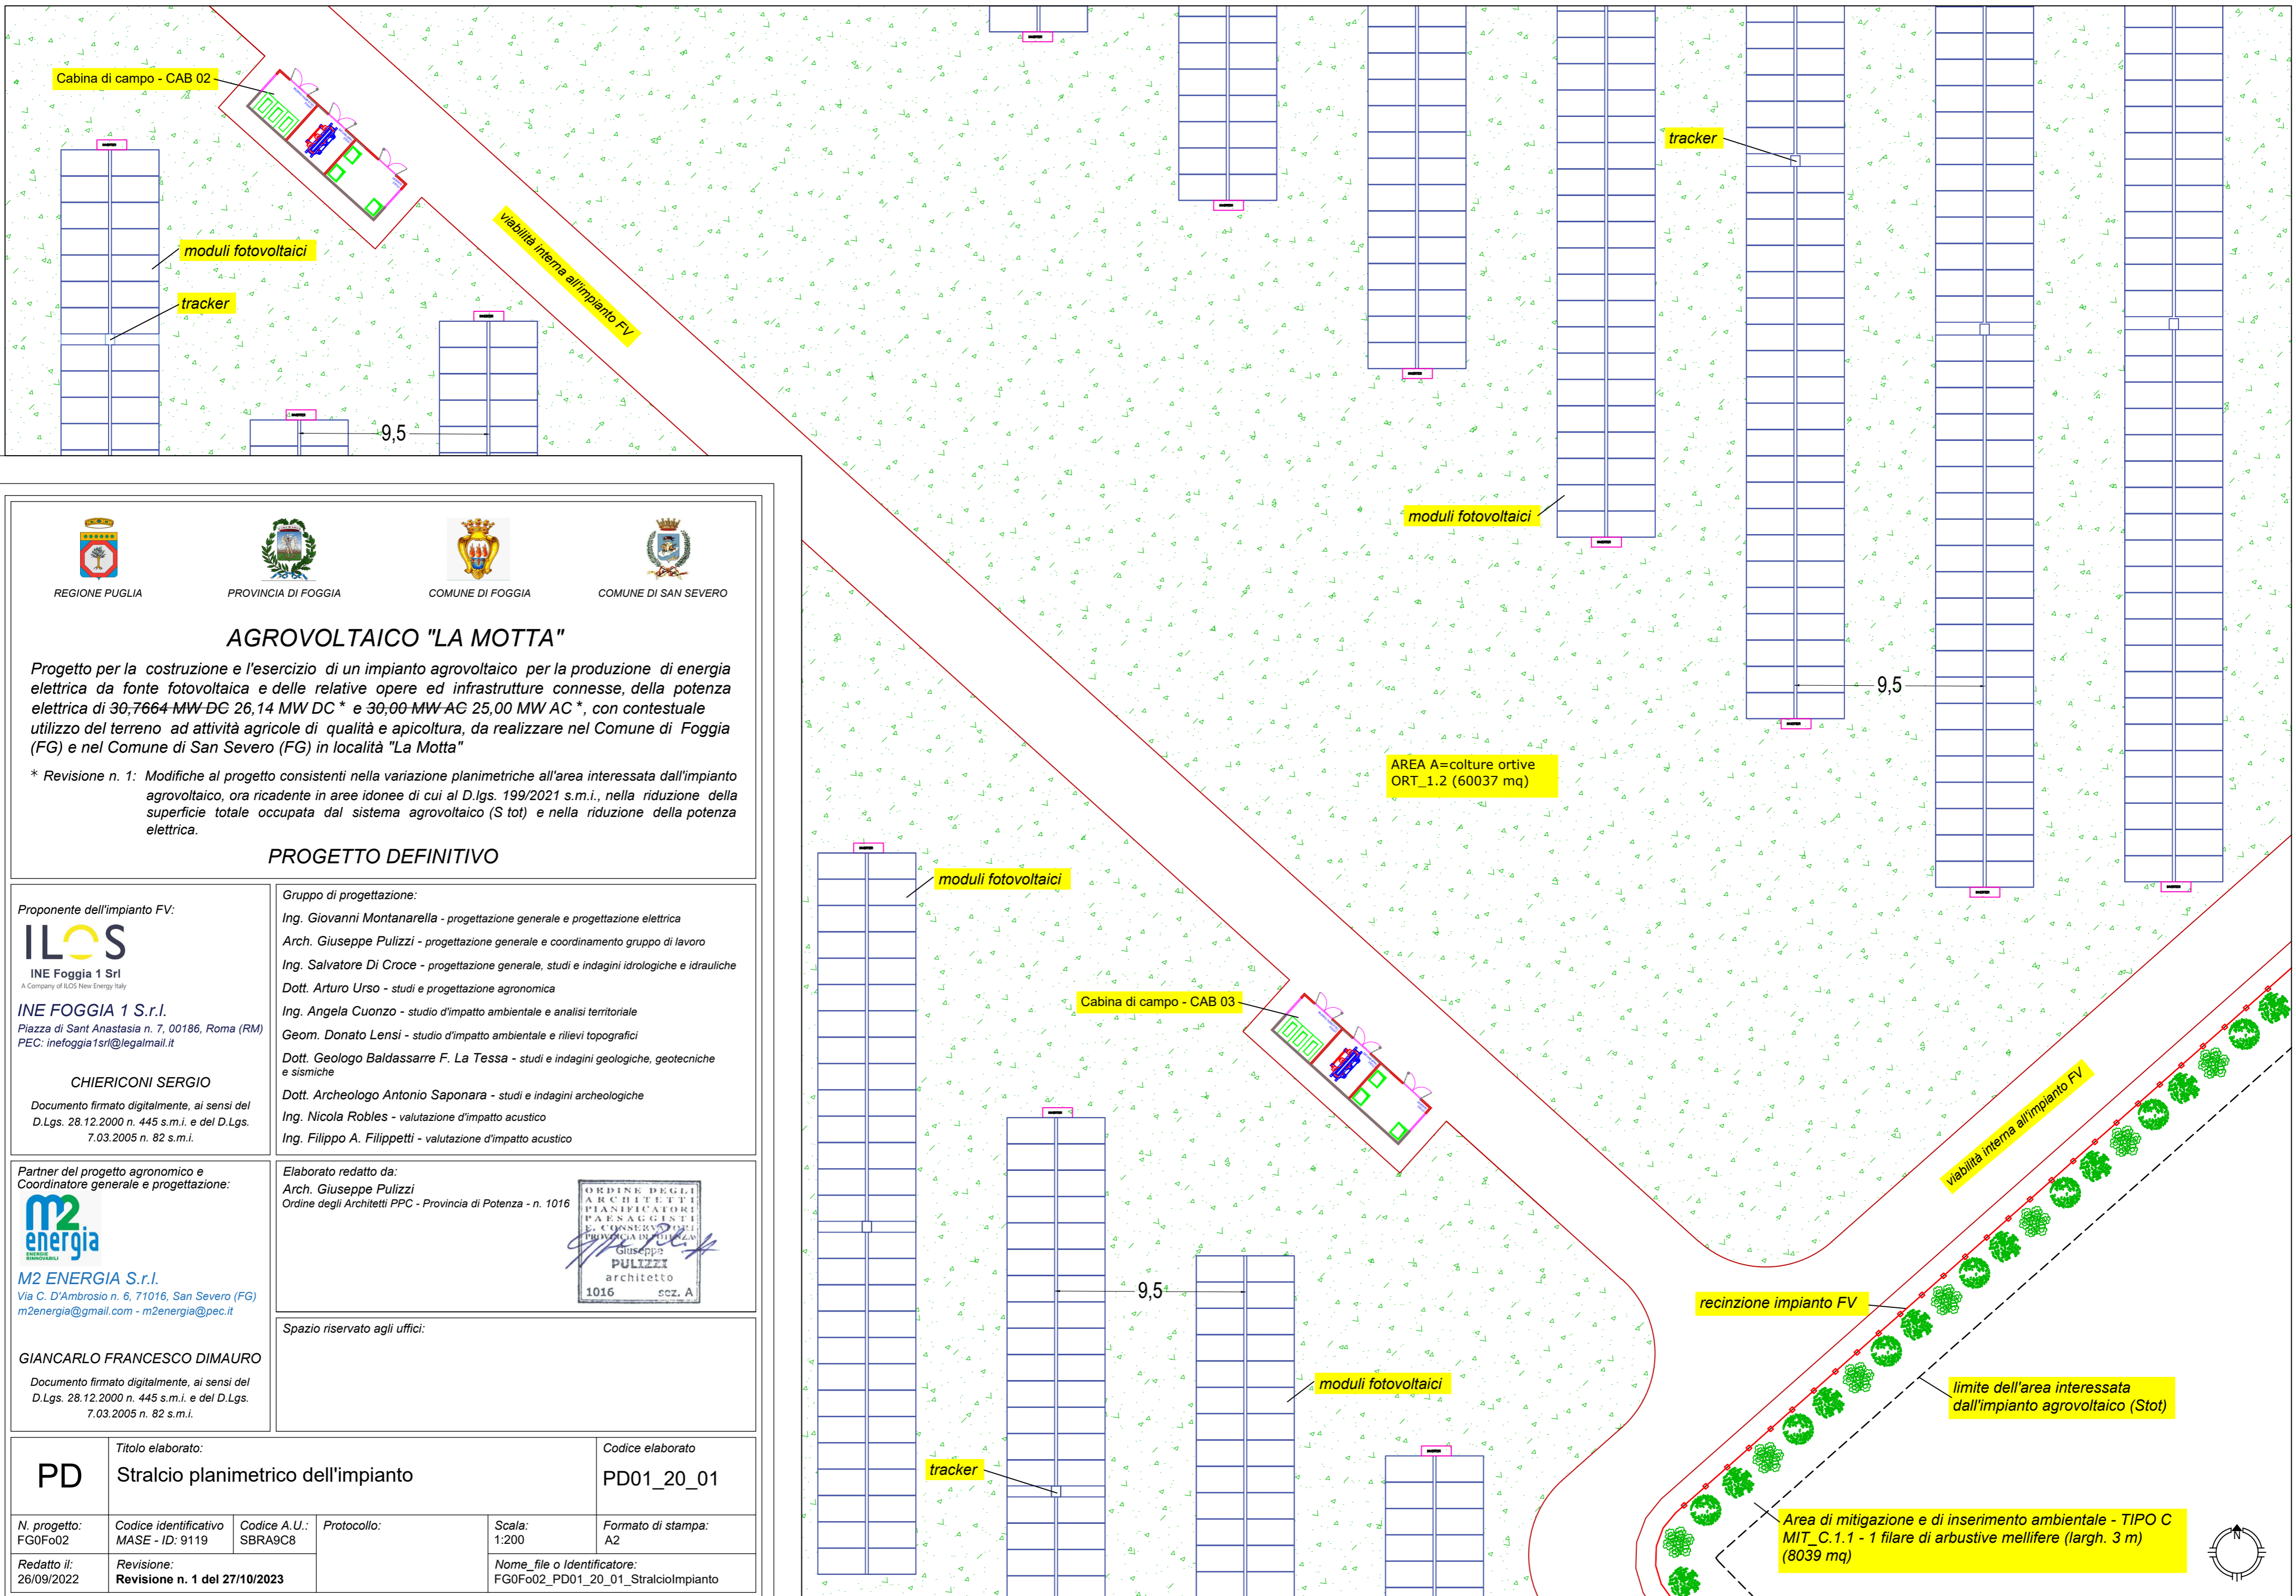 Cabina di campo - CAB 02
moduli fotovoltaici
tracker
viabilità interna all'impianto FV
9,5
tracker
moduli fotovoltaici
9,5
AREA A=colture ortive
ORT_1.2 (60037 mq)
moduli fotovoltaici
Cabina di campo - CAB 03
viabilità interna all'impianto FV
9,5
recinzione impianto FV
moduli fotovoltaici
limite dell'area interessata
dall'impianto agrovoltaico (Stot)
tracker
Area di mitigazione e di inserimento ambientale - TIPO C
MIT_C.1.1 - 1 filare di arbustive mellifere (largh. 3 m)
(8039 mq)
N
REGIONE PUGLIA
PROVINCIA DI FOGGIA
COMUNE DI FOGGIA
COMUNE DI SAN SEVERO
AGROVOLTAICO "LA MOTTA"
Progetto per la costruzione e l'esercizio di un impianto agrovoltaico per la produzione di energia
elettrica da fonte fotovoltaica e delle relative opere ed infrastrutture connesse, della potenza
elettrica di 30,7664 MW DC 26,14 MW DC * e 30,00 MW AC 25,00 MW AC *, con contestuale
utilizzo del terreno ad attività agricole di qualità e apicoltura, da realizzare nel Comune di Foggia
(FG) e nel Comune di San Severo (FG) in località "La Motta"
* Revisione n. 1: Modifiche al progetto consistenti nella variazione planimetriche all'area interessata dall'impianto
agrovoltaico, ora ricadente in aree idonee di cui al D.lgs. 199/2021 s.m.i., nella riduzione della
superficie totale occupata dal sistema agrovoltaico (S tot) e nella riduzione della potenza
elettrica.
PROGETTO DEFINITIVO
Proponente dell'impianto FV:
ILOS
INE Foggia 1 Srl
A Company of ILOS New Energy Italy
INE FOGGIA 1 S.r.l.
Piazza di Sant Anastasia n. 7, 00186, Roma (RM)
PEC: inefoggia1srl@legalmail.it
CHIERICONI SERGIO
Documento firmato digitalmente, ai sensi del
D.Lgs. 28.12.2000 n. 445 s.m.i. e del D.Lgs.
7.03.2005 n. 82 s.m.i.
Gruppo di progettazione:
Ing. Giovanni Montanarella - progettazione generale e progettazione elettrica
Arch. Giuseppe Pulizzi - progettazione generale e coordinamento gruppo di lavoro
Ing. Salvatore Di Croce - progettazione generale, studi e indagini idrologiche e idrauliche
Dott. Arturo Urso - studi e progettazione agronomica
Ing. Angela Cuonzo - studio d'impatto ambientale e analisi territoriale
Geom. Donato Lensi - studio d'impatto ambientale e rilievi topografici
Dott. Geologo Baldassarre F. La Tessa - studi e indagini geologiche, geotecniche
e sismiche
Dott. Archeologo Antonio Saponara - studi e indagini archeologiche
Ing. Nicola Robles - valutazione d'impatto acustico
Ing. Filippo A. Filippetti - valutazione d'impatto acustico
Partner del progetto agronomico e
Coordinatore generale e progettazione:
m2
energia
ENERGIE
RINNOVABILI
M2 ENERGIA S.r.l.
Via C. D'Ambrosio n. 6, 71016, San Severo (FG)
m2energia@gmail.com - m2energia@pec.it
GIANCARLO FRANCESCO DIMAURO
Documento firmato digitalmente, ai sensi del
D.Lgs. 28.12.2000 n. 445 s.m.i. e del D.Lgs.
7.03.2005 n. 82 s.m.i.
Elaborato redatto da:
Arch. Giuseppe Pulizzi
Ordine degli Architetti PPC - Provincia di Potenza - n. 1016
ORDINE DEGLI
ARCHITETTI
PIANIFICATORI
PAESAGGISTI
E CONSERVATORI
PROVINCIA DI POTENZA
Giuseppe
PULIZZI
architetto
1016 sez. A
Spazio riservato agli uffici:
PD
Titolo elaborato:
Stralcio planimetrico dell'impianto
Codice elaborato
PD01_20_01
N. progetto:
FG0Fo02
Codice identificativo
MASE - ID: 9119
Codice A.U.:
SBRA9C8
Protocollo:
Scala:
1:200
Formato di stampa:
A2
Redatto il:
26/09/2022
Revisione:
Revisione n. 1 del 27/10/2023
Nome_file o Identificatore:
FG0Fo02_PD01_20_01_StralcioImpianto